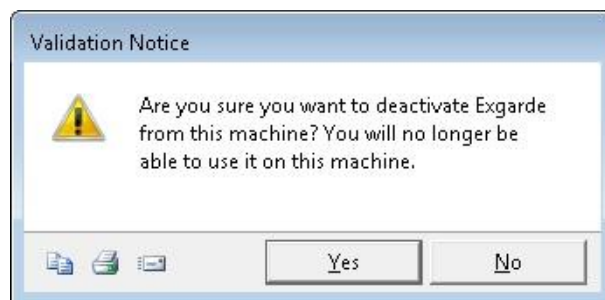 Validation Notice
Are you sure you want to deactivate Exgarde
from this machine? You will no longer be
able to use it on this machine.
Yes
No